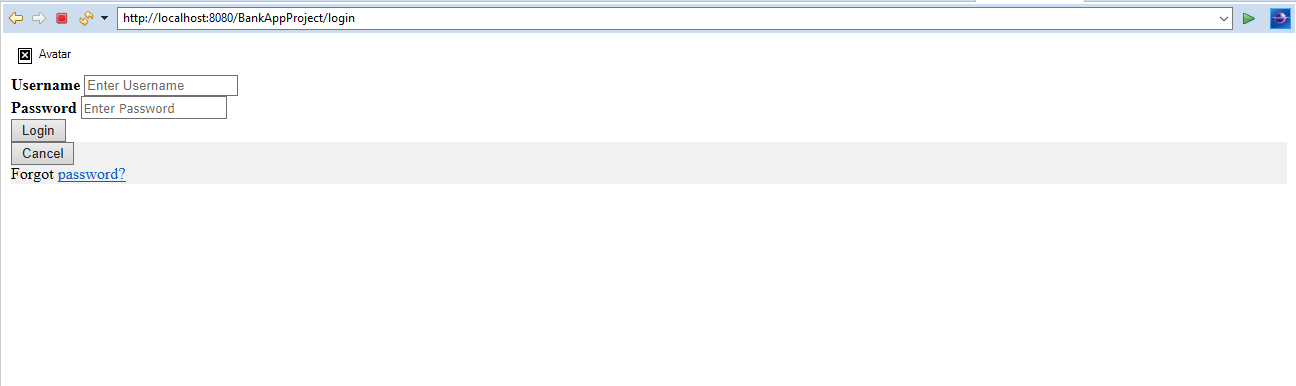 http://localhost:8080/BankAppProject/login
Avatar
Username Enter Username
Password Enter Password
Login
Cancel
Forgot password?